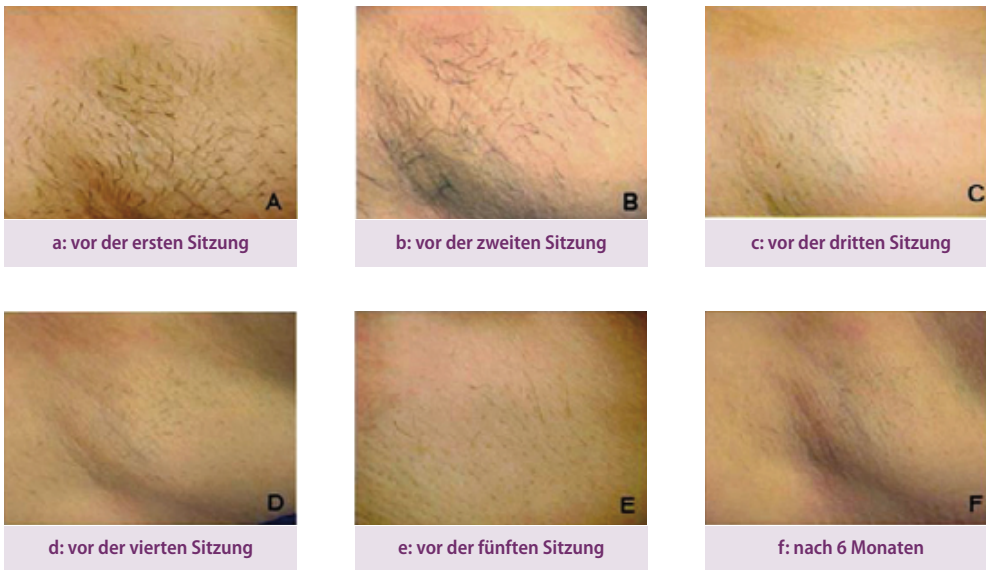 A
B
C
a: vor der ersten Sitzung
b: vor der zweiten Sitzung
c: vor der dritten Sitzung
D
E
F
d: vor der vierten Sitzung
e: vor der fünften Sitzung
f: nach 6 Monaten